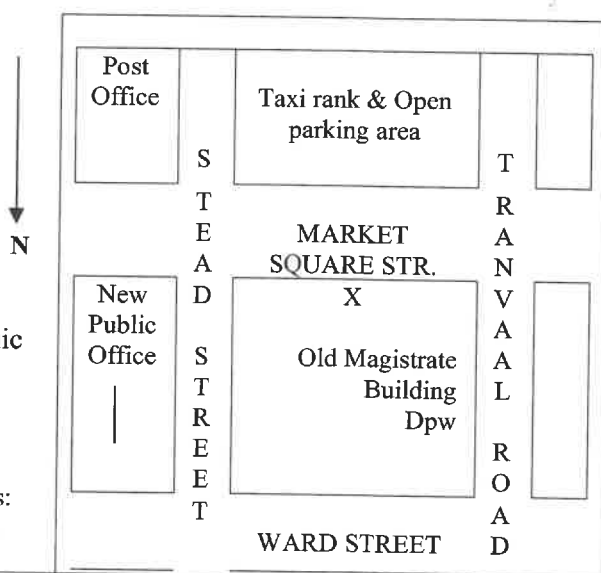 Post
Office
Taxi rank & Open
parking area
STEAD STREET
TRANVAAL ROAD
N
MARKET
SQUARE STR.
X
New
Public
Office
ic
Old Magistrate
Building
Dpw
s:
WARD STREET